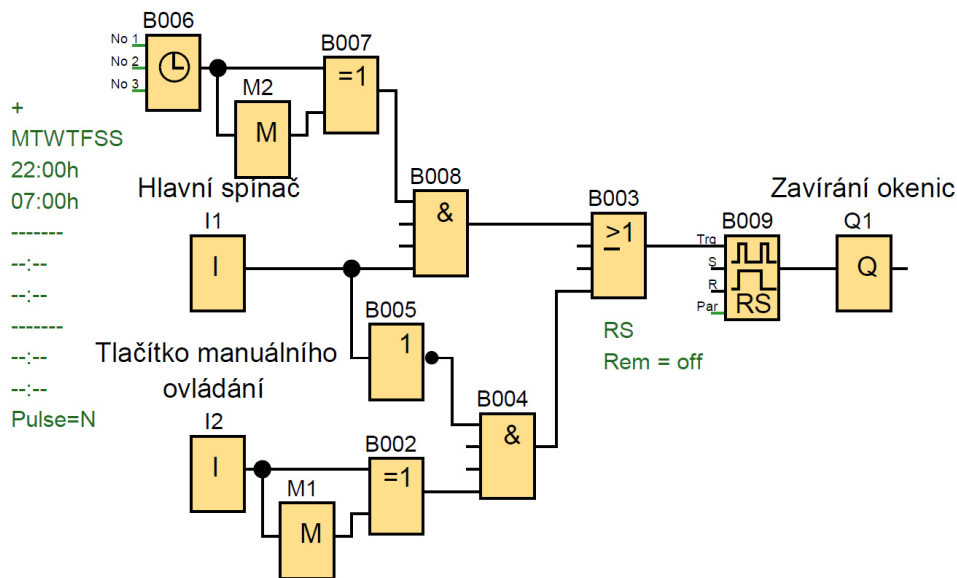 B006
No 1
No 2
No 3
B007
=1
M2
M
+
MTWTFSS
22:00h
07:00h
-------
--:--
--:--
-------
--:--
--:--
Pulse=N
Hlavní spínač
I1
I
B008
&
B003
>1
Zavírání okenic
B009
Trg
S
R
Par
RS
Q1
Q
B005
1
RS
Rem = off
Tlačítko manuálního
ovládání
I2
I
B004
&
B002
=1
M1
M